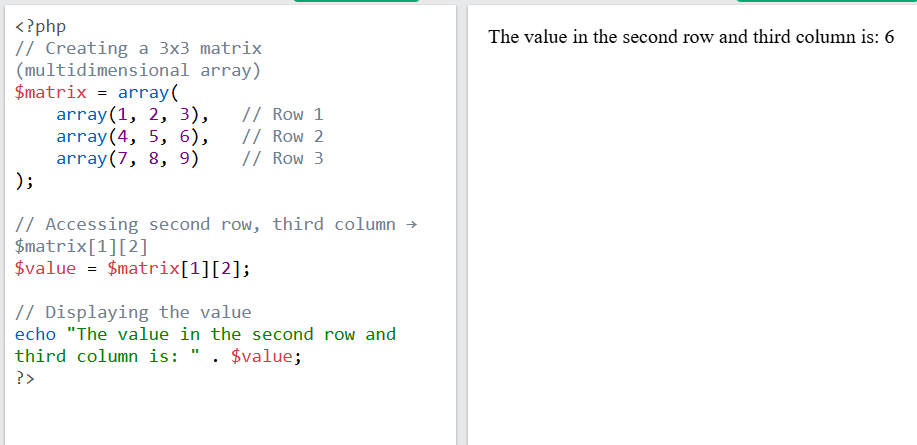 <?php
// Creating a 3x3 matrix
(multidimensional array)
$matrix = array(
    array(1, 2, 3),   // Row 1
    array(4, 5, 6),   // Row 2
    array(7, 8, 9)    // Row 3
);

// Accessing second row, third column →
$matrix[1][2]
$value = $matrix[1][2];

// Displaying the value
echo "The value in the second row and
third column is: " . $value;
?>
The value in the second row and third column is: 6